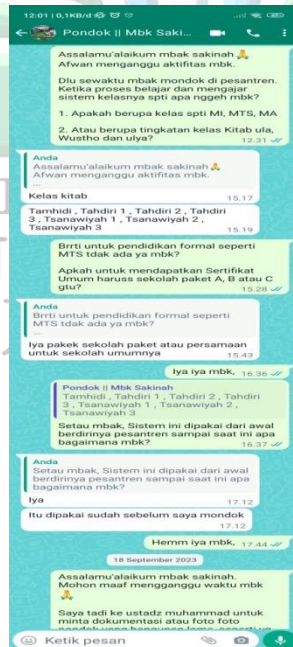 12:01 | 0,1KB/d
Pondok || Mbk Saki...
Assalamu'alaikum mbak sakinah 🙏
Afwan mengganggu aktifitas mbk.
Dlu sewaktu mbak mondok di pesantren.
Ketika proses belajar dan mengajar
sistem kelasnya spti apa nggeh mbk?
1. Apakah berupa kelas spti MI, MTS, MA
2. Atau berupa tingkatan kelas Kitab ula,
Wustho dan ulya?
12.31
Anda
Assalamu'alaikum mbak sakinah 🙏
Afwan mengganggu aktifitas mbk.
...
Kelas kitab
15.17
Tamhidi , Tahdiri 1 , Tahdiri 2 , Tahdiri
3 , Tsanawiyah 1 , Tsanawiyah 2 ,
Tsanawiyah 3
15.19
Brrti untuk pendidikan formal seperti
MTS tdak ada ya mbk?
Apkah untuk mendapatkan Sertifikat
Umum haruss sekolah paket A, B atau C
gtu?
15.28
Anda
Brrti untuk pendidikan formal seperti
MTS tdak ada ya mbk?
...
Iya pakek sekolah paket atau persamaan
untuk sekolah umumnya
15.43
Iya iya mbk,
16.36
Pondok || Mbk Sakinah
Tamhidi , Tahdiri 1 , Tahdiri 2 , Tahdiri
3 , Tsanawiyah 1 , Tsanawiyah 2 ,
Tsanawiyah 3
Setau mbak, Sistem ini dipakai dari awal
berdirinya pesantren sampai saat ini apa
bagaimana mbk?
16.37
Anda
Setau mbak, Sistem ini dipakai dari awal
berdirinya pesantren sampai saat ini apa
bagaimana mbk?
Iya
17.12
Itu dipakai sudah sebelum saya mondok
17.12
Hemm iya mbk,
17.44
18 September 2023
Assalamu'alaikum mbak sakinah.
Mohon maaf mengganggu waktu mbk
🙏
Saya tadi ke ustadz muhammad untuk
minta dokumentasi atau foto foto
Ketik pesan